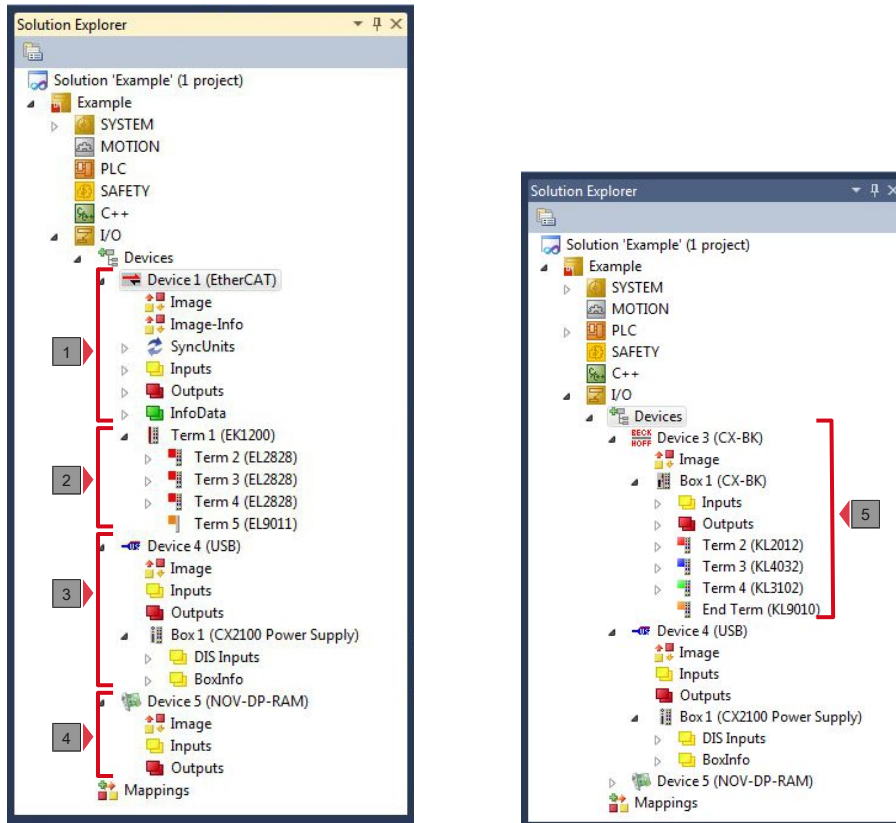 Solution Explorer
Solution 'Example' (1 project)
Example
SYSTEM
MOTION
PLC
SAFETY
C++
I/O
Devices
Device 1 (EtherCAT)
Image
Image-Info
1
SyncUnits
Inputs
Outputs
InfoData
Term 1 (EK1200)
Term 2 (EL2828)
2
Term 3 (EL2828)
Term 4 (EL2828)
Term 5 (EL9011)
Device 4 (USB)
Image
3
Inputs
Outputs
Box 1 (CX2100 Power Supply)
DIS Inputs
BoxInfo
Device 5 (NOV-DP-RAM)
Image
4
Inputs
Outputs
Mappings
Solution Explorer
Solution 'Example' (1 project)
Example
SYSTEM
MOTION
PLC
SAFETY
C++
I/O
Devices
BECK
HOFF
Device 3 (CX-BK)
Image
Box 1 (CX-BK)
Inputs
5
Outputs
Term 2 (KL2012)
Term 3 (KL4032)
Term 4 (KL3102)
End Term (KL9010)
Device 4 (USB)
Image
Inputs
Outputs
Box 1 (CX2100 Power Supply)
DIS Inputs
BoxInfo
Device 5 (NOV-DP-RAM)
Mappings